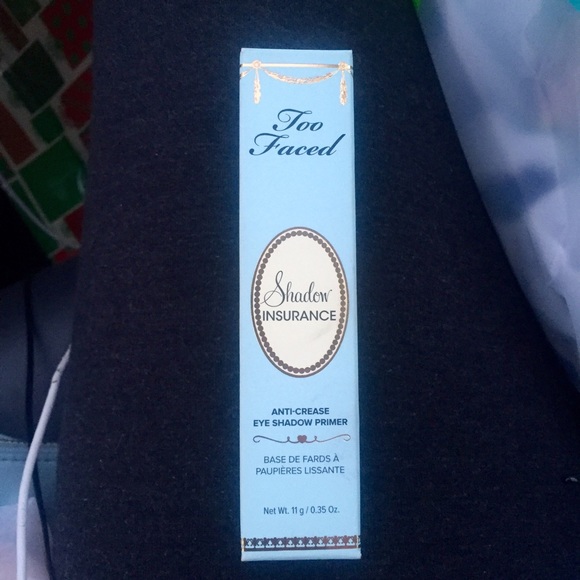 Too
Faced
Shadow
INSURANCE
ANTI-CREASE
EYE SHADOW PRIMER
BASE DE FARDS À
PAUPIÈRES LISSANTE
Net Wt. 11 g / 0.35 Oz.